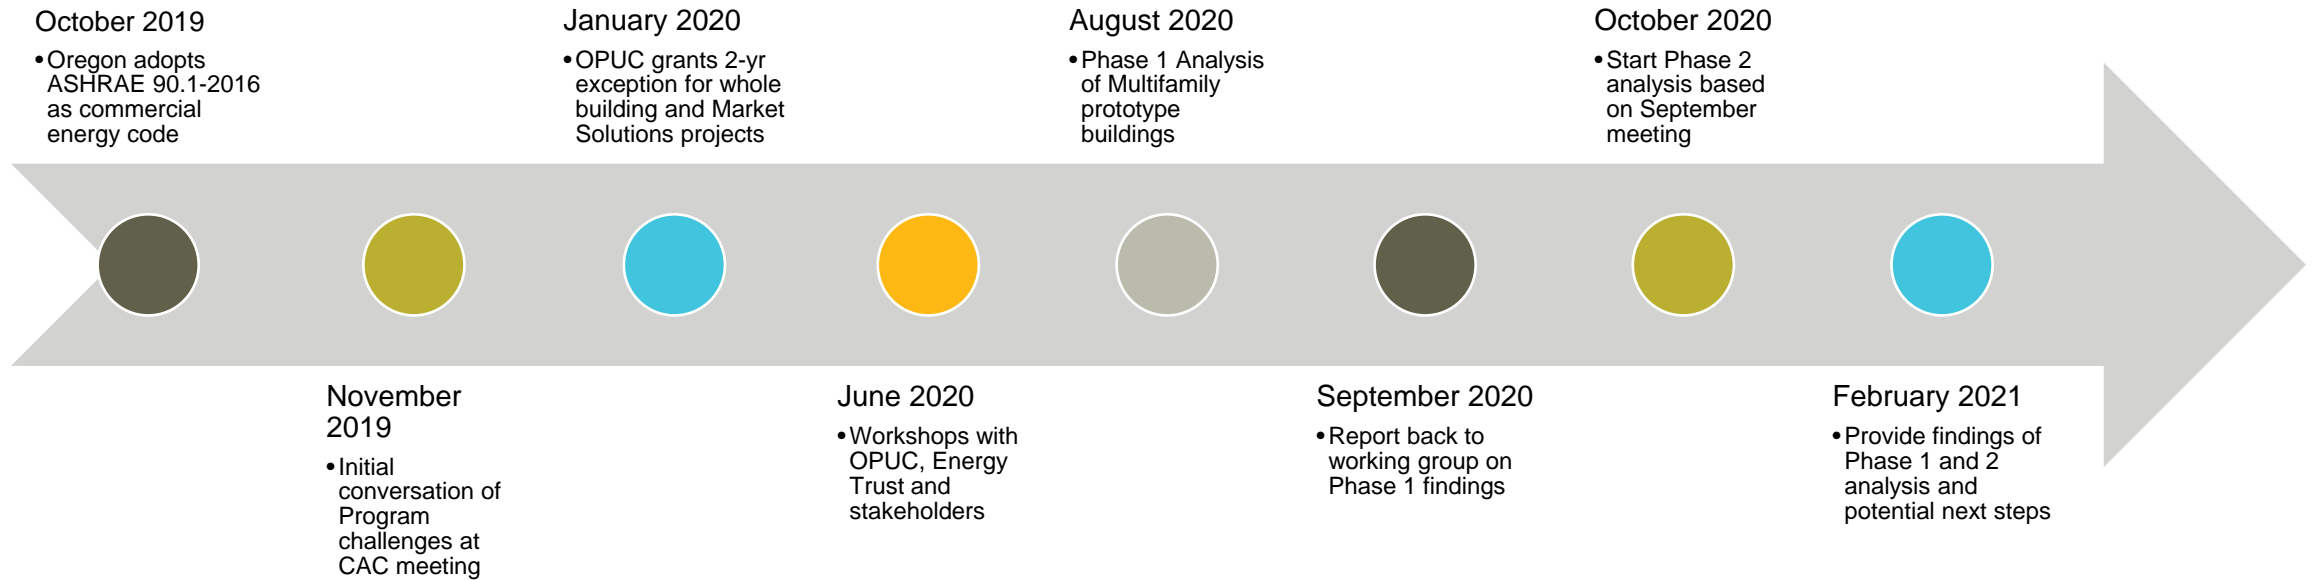 October 2019
•Oregon adopts
ASHRAE 90.1-2016
as commercial
energy code
November
2019
•Initial
conversation of
Program
challenges at
CAC meeting
January 2020
•OPUC grants 2-yr
exception for whole
building and Market
Solutions projects
June 2020
•Workshops with
OPUC, Energy
Trust and
stakeholders
August 2020
•Phase 1 Analysis
of Multifamily
prototype
buildings
September 2020
•Report back to
working group on
Phase 1 findings
October 2020
•Start Phase 2
analysis based
on September
meeting
February 2021
•Provide findings of
Phase 1 and 2
analysis and
potential next steps